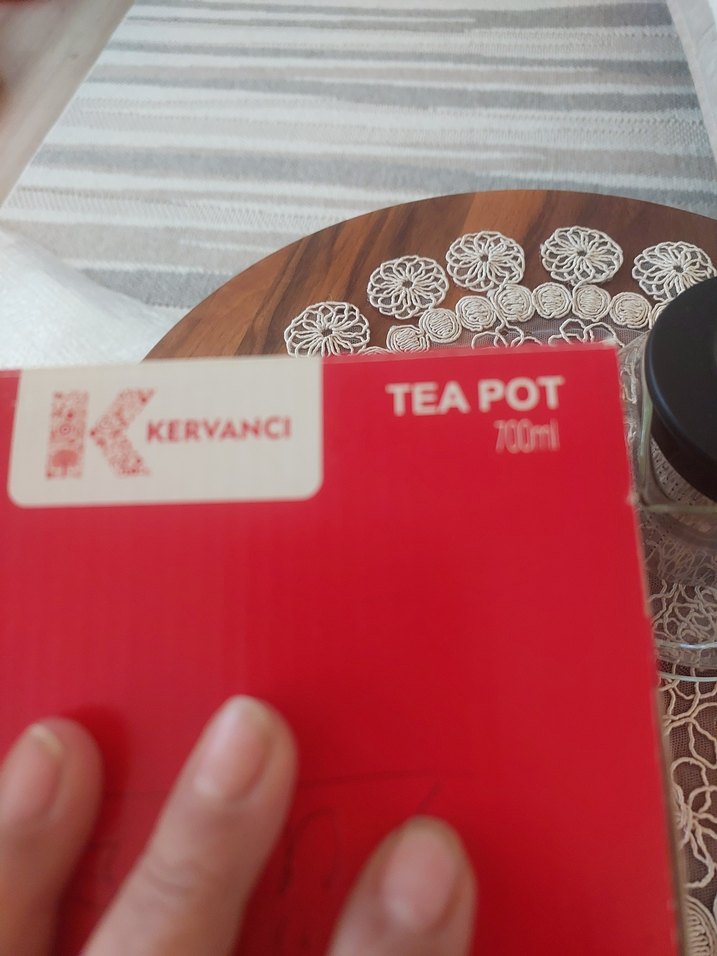 KERVANCI
TEA POT
700ml